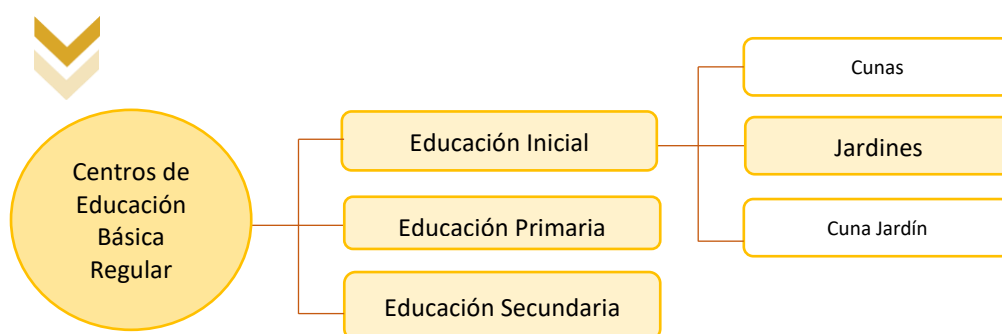 Centros de
Educación
Básica
Regular
Educación Inicial
Educación Primaria
Educación Secundaria
Cunas
Jardines
Cuna Jardín